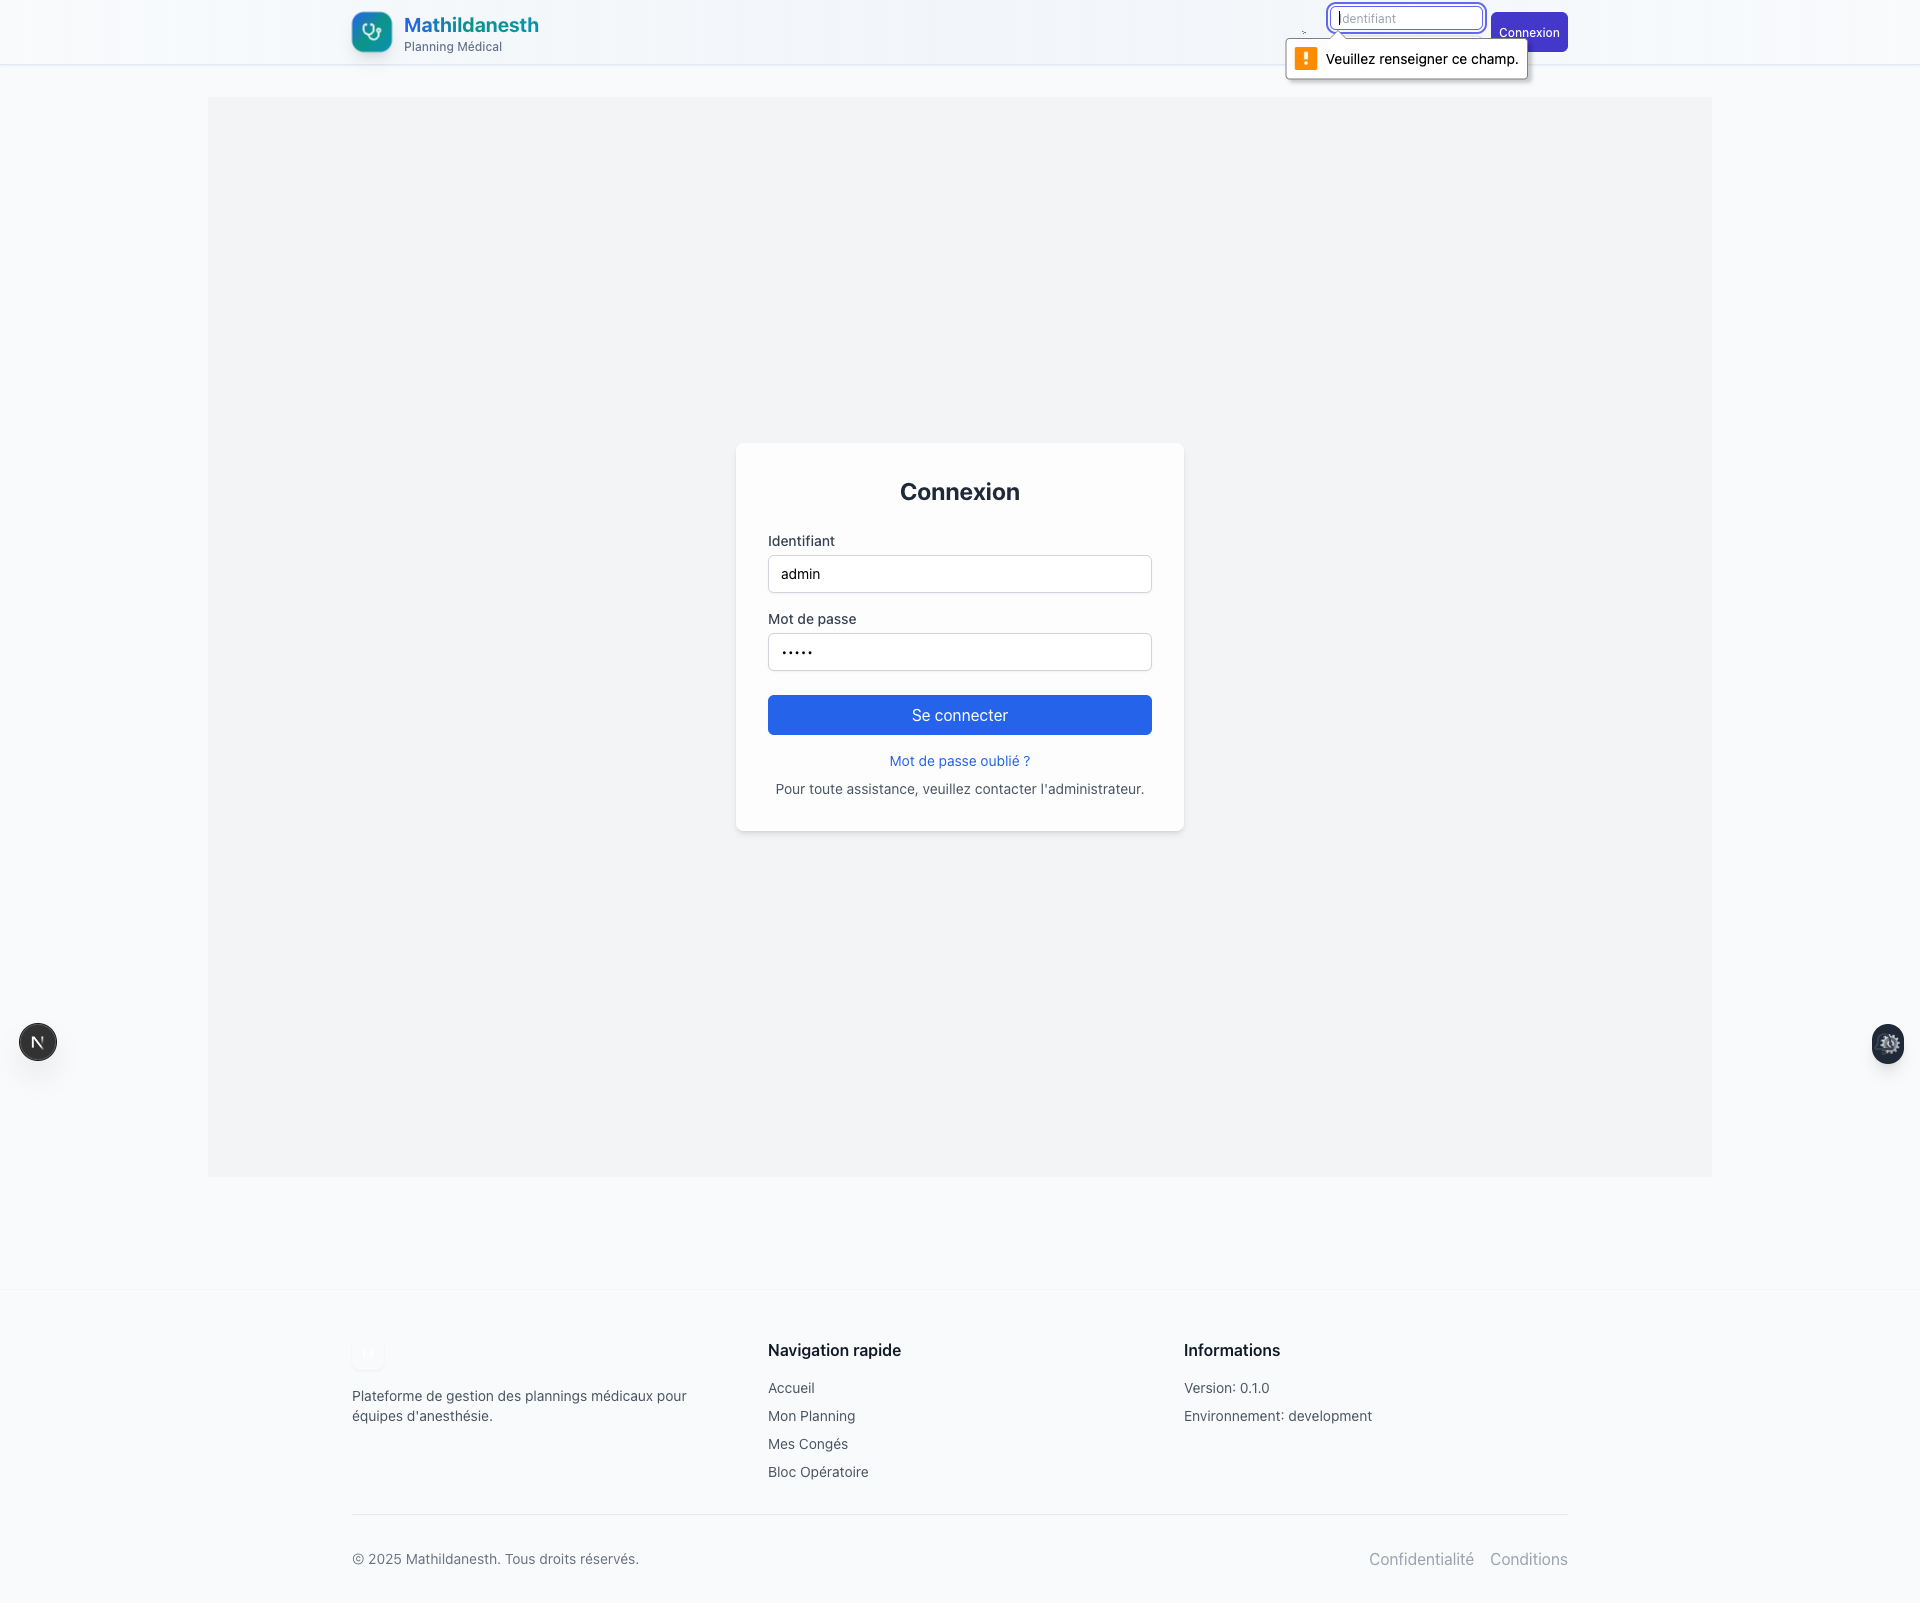 Mathildanesth
Planning Médical
Identifiant
Connexion
Veuillez renseigner ce champ.
Connexion
Identifiant
admin
Mot de passe
•••••
Se connecter
Mot de passe oublié ?
Pour toute assistance, veuillez contacter l'administrateur.
N
Plateforme de gestion des plannings médicaux pour
équipes d'anesthésie.
Navigation rapide
Accueil
Mon Planning
Mes Congés
Bloc Opératoire
Informations
Version: 0.1.0
Environnement: development
© 2025 Mathildanesth. Tous droits réservés.
Confidentialité Conditions